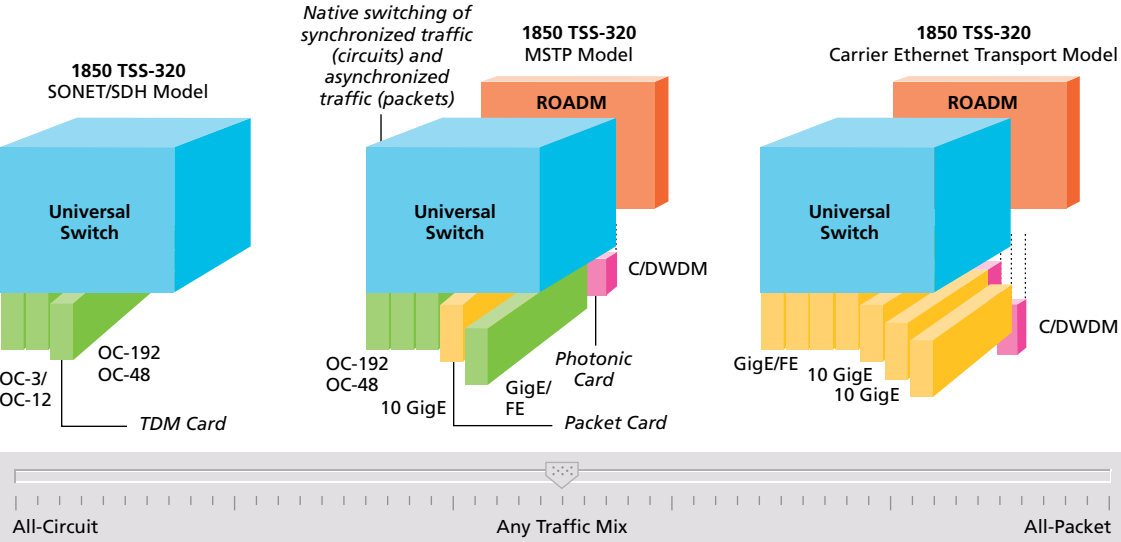 1850 TSS-320
SONET/SDH Model
Universal
Switch
OC-3/
OC-12
OC-192
OC-48
TDM Card
Native switching of
synchronized traffic
(circuits) and
asynchronized
traffic (packets)
1850 TSS-320
MSTP Model
ROADM
Universal
Switch
C/DWDM
OC-192
OC-48
10 GigE
GigE/
FE
Photonic
Card
Packet Card
1850 TSS-320
Carrier Ethernet Transport Model
ROADM
Universal
Switch
C/DWDM
GigE/FE
10 GigE
10 GigE
All-Circuit
Any Traffic Mix
All-Packet